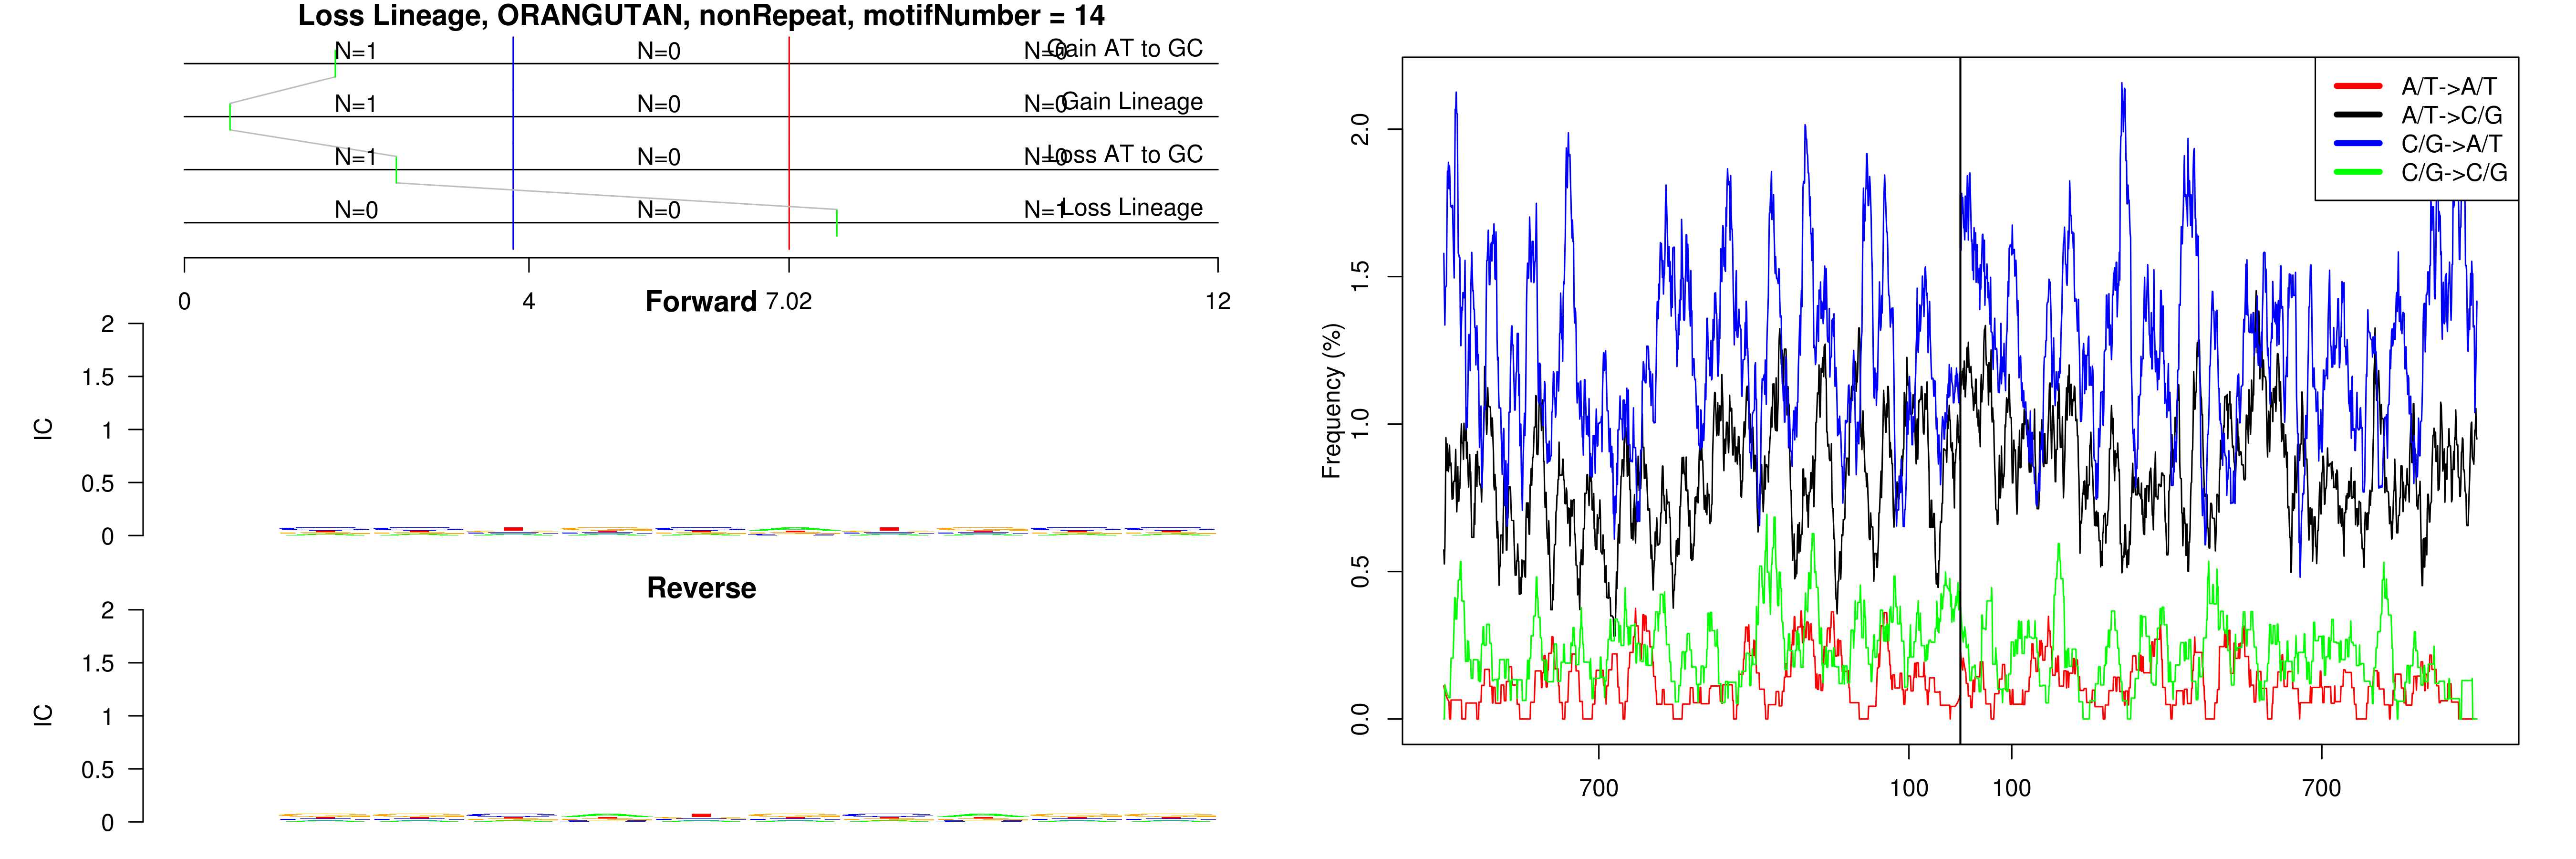 Loss Lineage, ORANGUTAN, nonRepeat, motifNumber = 14
N=1 N=0 N=0 Gain AT to GC
N=1 N=0 N=0 Gain Lineage
N=1 N=0 N=0 Loss AT to GC
N=0 N=0 N=1 Loss Lineage
0 4 7.02 12
Forward
2
1.5
1
0.5
0
IC
Reverse
2
1.5
1
0.5
0
IC
Frequency (%)
2.0
1.5
1.0
0.5
0.0
700 100 100 700
A/T->A/T
A/T->C/G
C/G->A/T
C/G->C/G